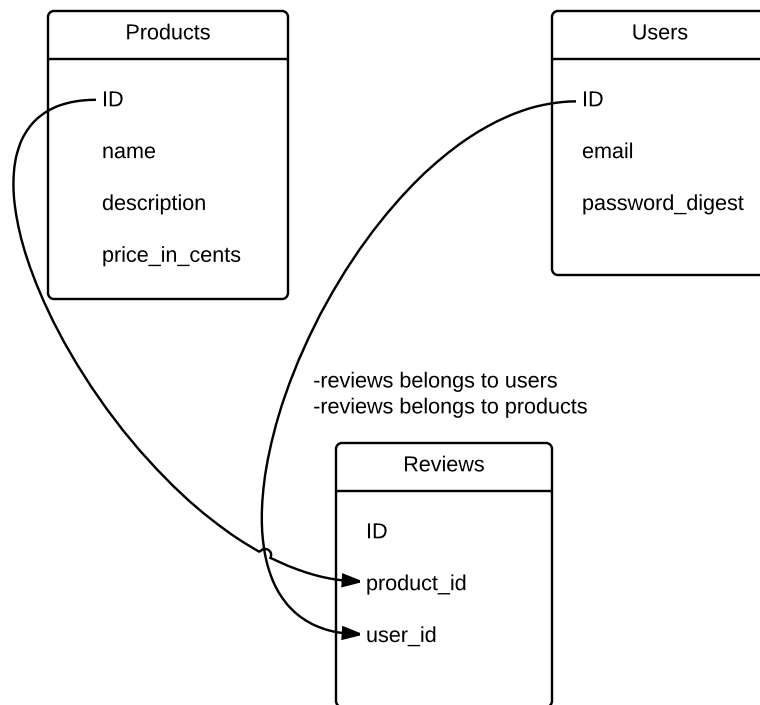 Products
ID
name
description
price_in_cents
Users
ID
email
password_digest
-reviews belongs to users
-reviews belongs to products
Reviews
ID
product_id
user_id